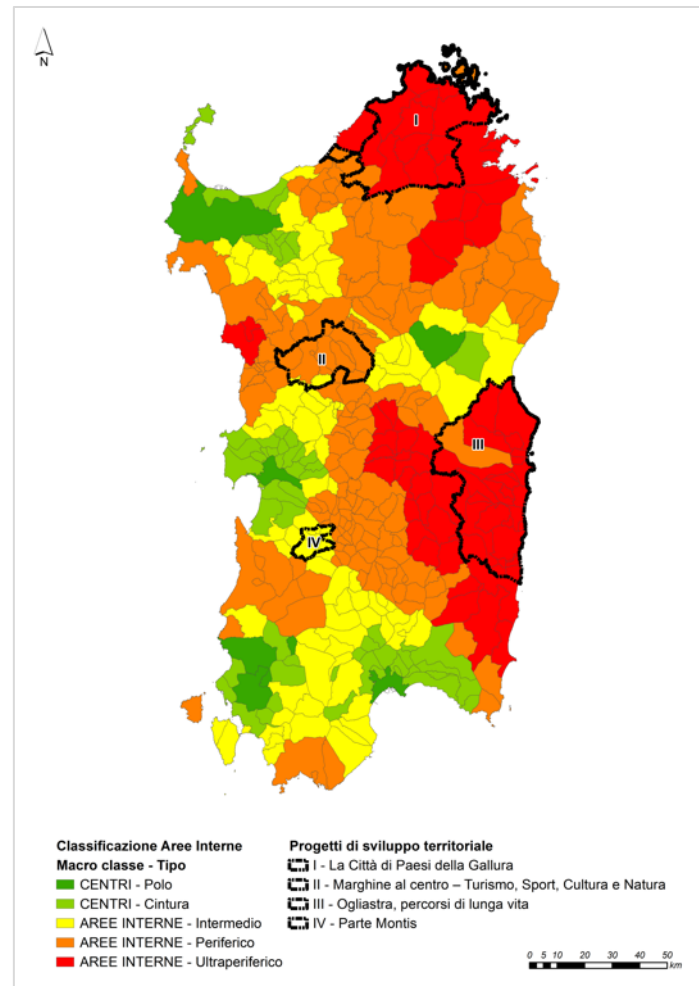 N
I
II
III
IV
Classificazione Aree Interne
Macro classe - Tipo
CENTRI - Polo
CENTRI - Cintura
AREE INTERNE - Intermedio
AREE INTERNE - Periferico
AREE INTERNE - Ultraperiferico
Progetti di sviluppo territoriale
I - La Città di Paesi della Gallura
II - Marghine al centro – Turismo, Sport, Cultura e Natura
III - Ogliastra, percorsi di lunga vita
IV - Parte Montis
0 5 10 20 30 40 50
km